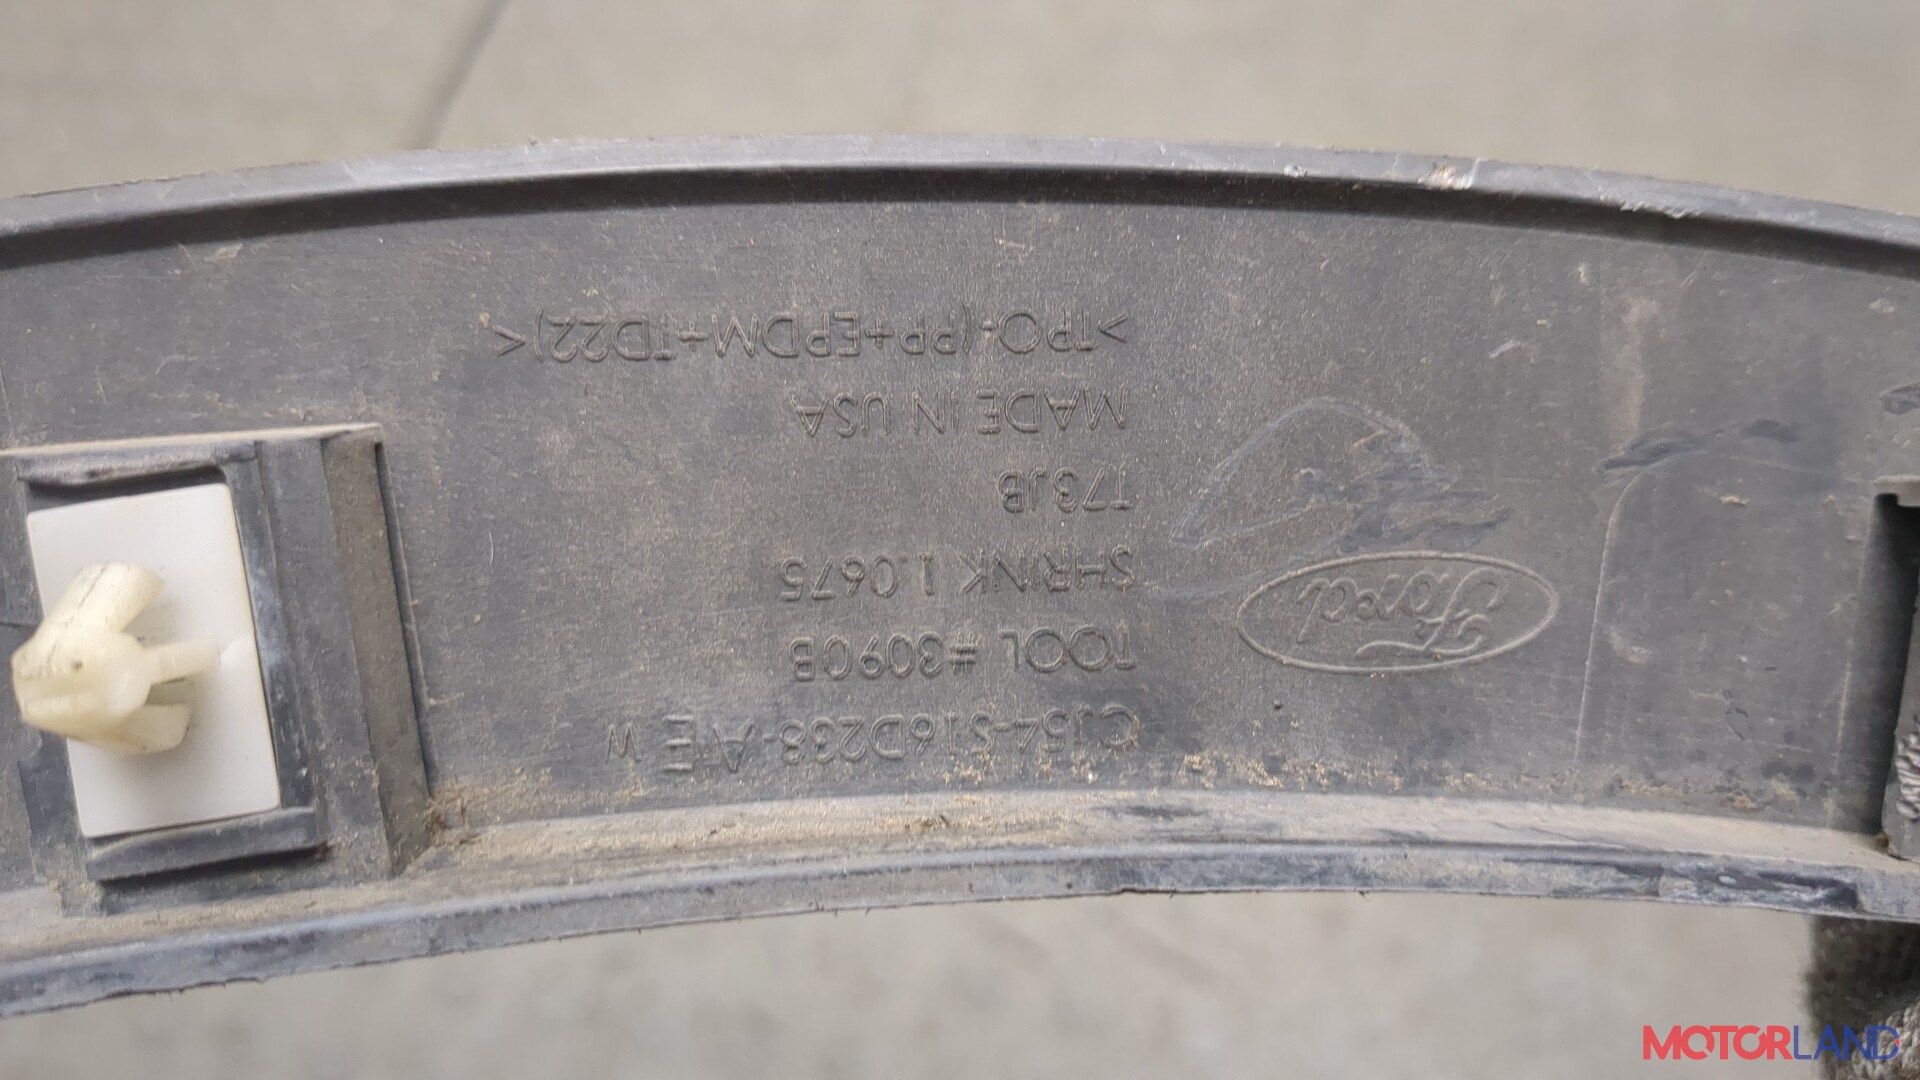 CJ54-S16D238-AE W
TOOL #3090B
SHRINK 1.0675
T73JB
MADE IN USA
>TPO-(PP+EPDM+TD22)<
Ford
MOTORLAND